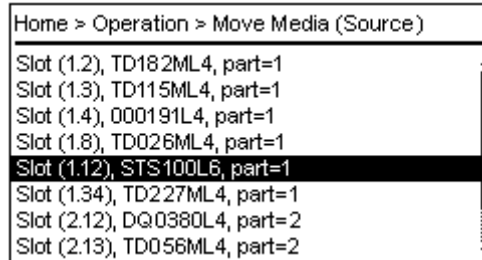 Home > Operation > Move Media (Source)
Slot (1.2), TD182ML4, part=1
Slot (1.3), TD115ML4, part=1
Slot (1.4), 000191L4, part=1
Slot (1.8), TD026ML4, part=1
Slot (1.12), STS100L6, part=1
Slot (1.34), TD227ML4, part=1
Slot (2.12), DQ0380L4, part=2
Slot (2.13), TD056ML4, part=2